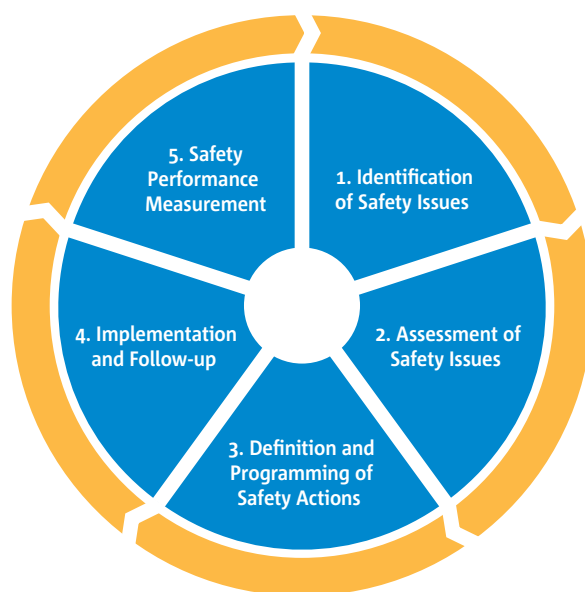 1. Identification
of Safety Issues
2. Assessment of
Safety Issues
3. Definition and
Programming of
Safety Actions
4. Implementation
and Follow-up
5. Safety
Performance
Measurement